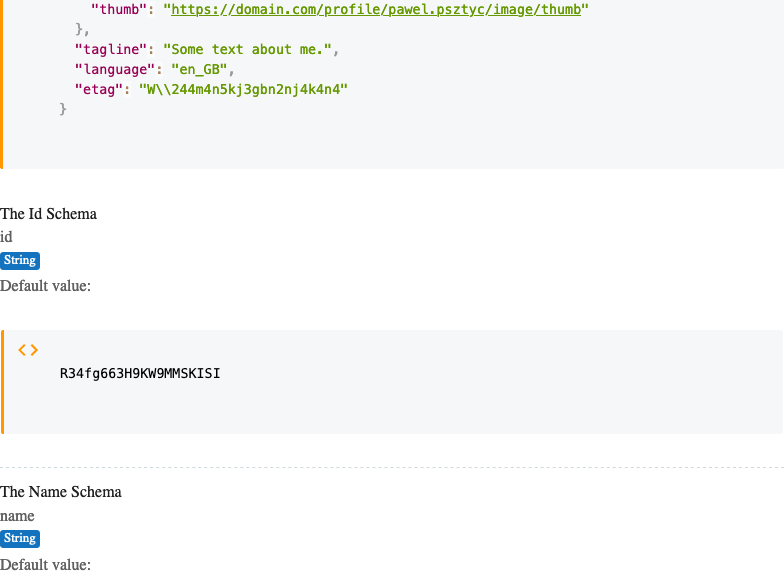 "thumb": "https://domain.com/profile/pawel.psztyc/image/thumb"
},
"tagline": "Some text about me.",
"language": "en_GB",
"etag": "W\\244m4n5kj3gbn2nj4k4n4"
}
The Id Schema
id
String
Default value:
<>
R34fg663H9KW9MMSKISI
The Name Schema
name
String
Default value: